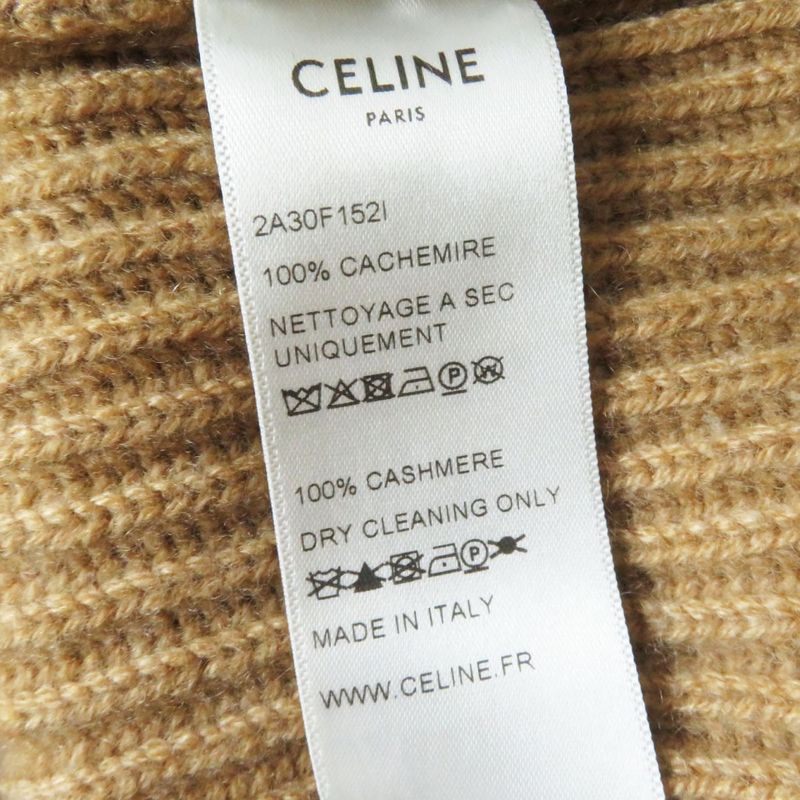 CELINE
PARIS
2A30F152I
100% CACHEMIRE
NETTOYAGE A SEC
UNIQUEMENT
P W
100% CASHMERE
DRY CLEANING ONLY
P
MADE IN ITALY
WWW.CELINE.FR